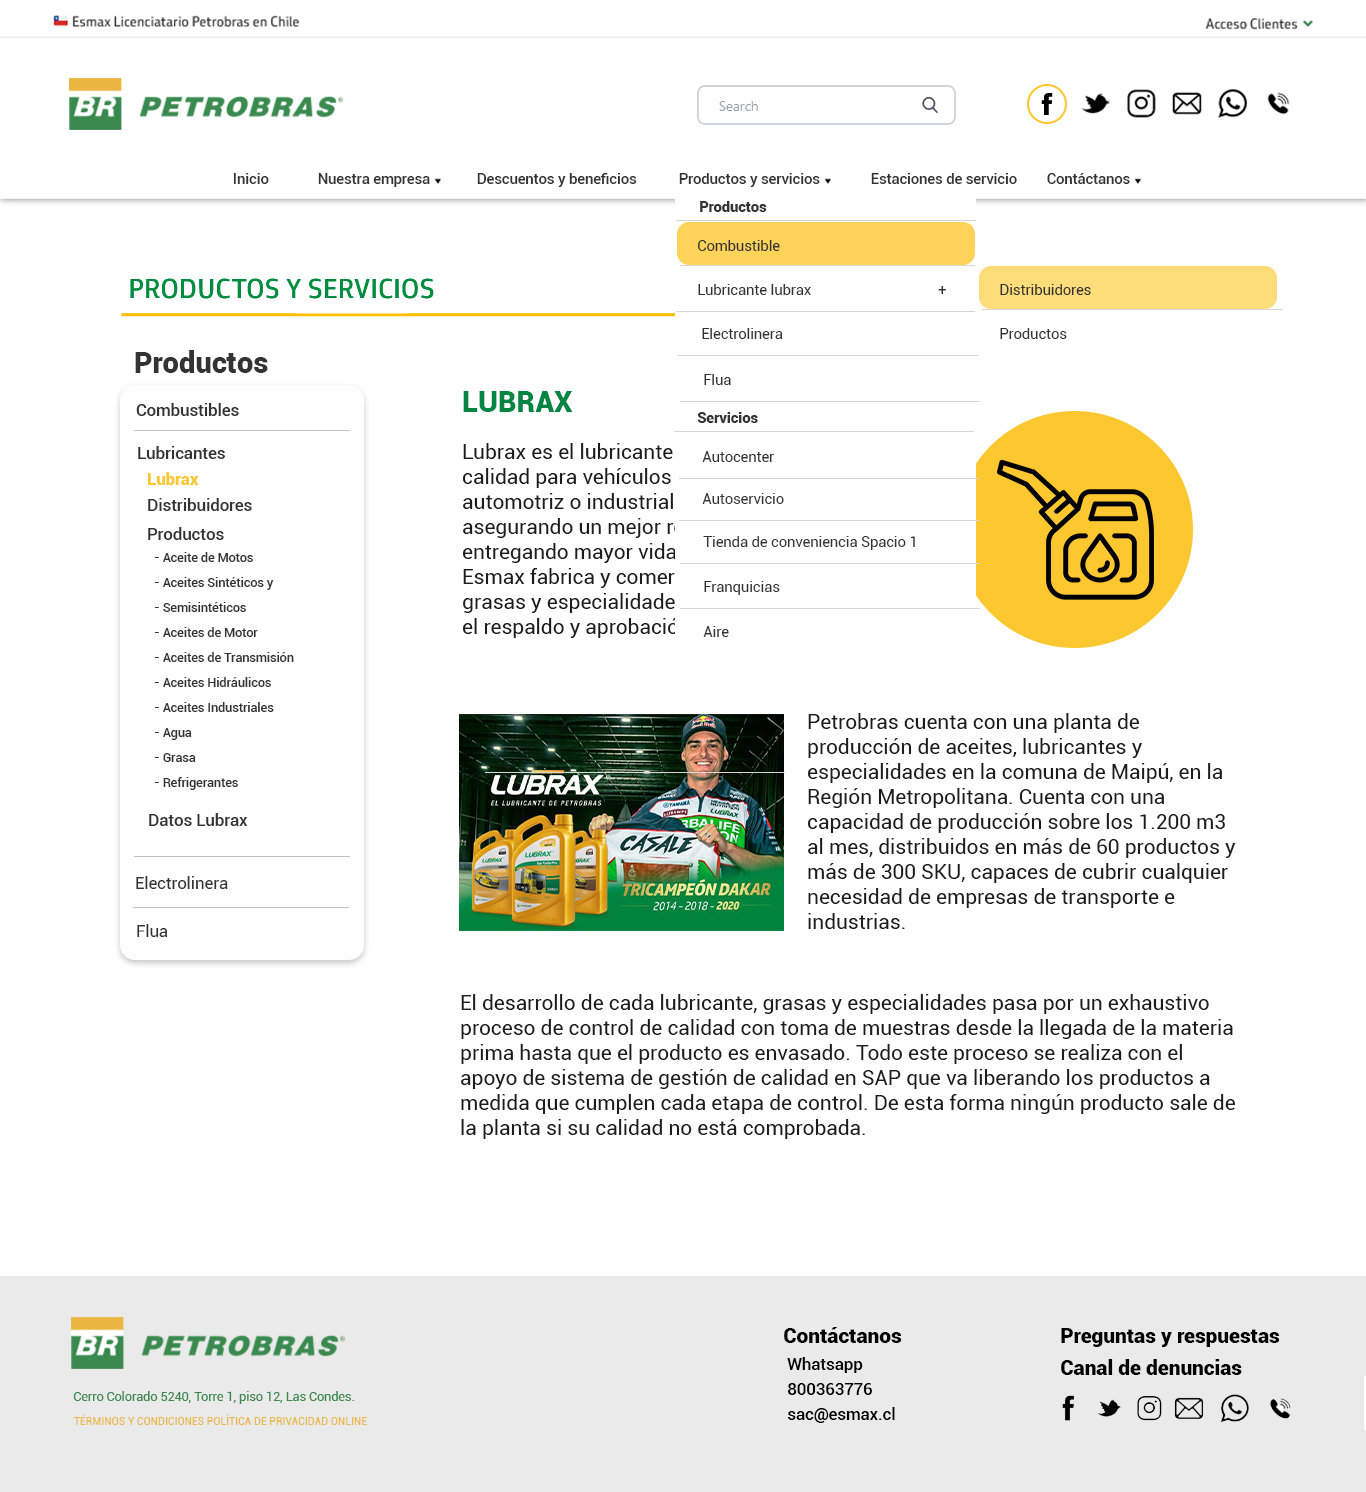 Esmax Licenciatario Petrobras en Chile
Acceso Clientes
BR PETROBRAS
Search
Inicio
Nuestra empresa
Descuentos y beneficios
Productos y servicios
Estaciones de servicio
Contáctanos
Productos
Combustible
Lubricante lubrax +
Electrolinera
Flua
Servicios
Autocenter
Autoservicio
Tienda de conveniencia Spacio 1
Franquicias
Aire
Distribuidores
Productos
PRODUCTOS Y SERVICIOS
Productos
Combustibles
Lubricantes
Lubrax
Distribuidores
Productos
- Aceite de Motos
- Aceites Sintéticos y
- Semisintéticos
- Aceites de Motor
- Aceites de Transmisión
- Aceites Hidráulicos
- Aceites Industriales
- Agua
- Grasa
- Refrigerantes
Datos Lubrax
Electrolinera
Flua
LUBRAX
Lubrax es el lubricante
calidad para vehículos
automotriz o industrial
asegurando un mejor
entregando mayor vida
Esmax fabrica y comer
grasas y especialidade
el respaldo y aprobació
LUBRAX
EL LUBRICANTE DE PETROBRAS
Red Bull
YAMAHA
LUBRAX
HERBALIFE
CASALE
LUBRAX
LUBRAX
LUBRAX
TRICAMPEÓN DAKAR
2014 - 2018 - 2020
Petrobras cuenta con una planta de
producción de aceites, lubricantes y
especialidades en la comuna de Maipú, en la
Región Metropolitana. Cuenta con una
capacidad de producción sobre los 1.200 m3
al mes, distribuidos en más de 60 productos y
más de 300 SKU, capaces de cubrir cualquier
necesidad de empresas de transporte e
industrias.
El desarrollo de cada lubricante, grasas y especialidades pasa por un exhaustivo
proceso de control de calidad con toma de muestras desde la llegada de la materia
prima hasta que el producto es envasado. Todo este proceso se realiza con el
apoyo de sistema de gestión de calidad en SAP que va liberando los productos a
medida que cumplen cada etapa de control. De esta forma ningún producto sale de
la planta si su calidad no está comprobada.
BR PETROBRAS
Cerro Colorado 5240, Torre 1, piso 12, Las Condes.
TÉRMINOS Y CONDICIONES POLÍTICA DE PRIVACIDAD ONLINE
Contáctanos
Whatsapp
800363776
sac@esmax.cl
Preguntas y respuestas
Canal de denuncias